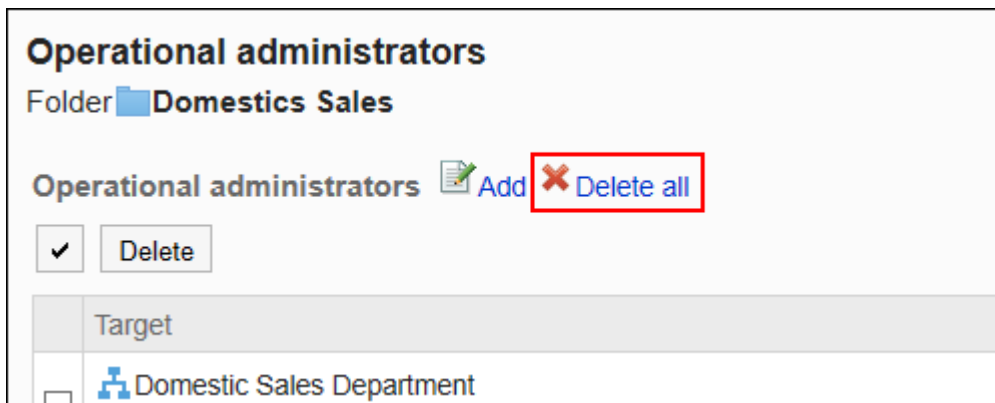 Operational administrators
Folder Domestics Sales
Operational administrators Add Delete all
Delete
Target
Domestic Sales Department